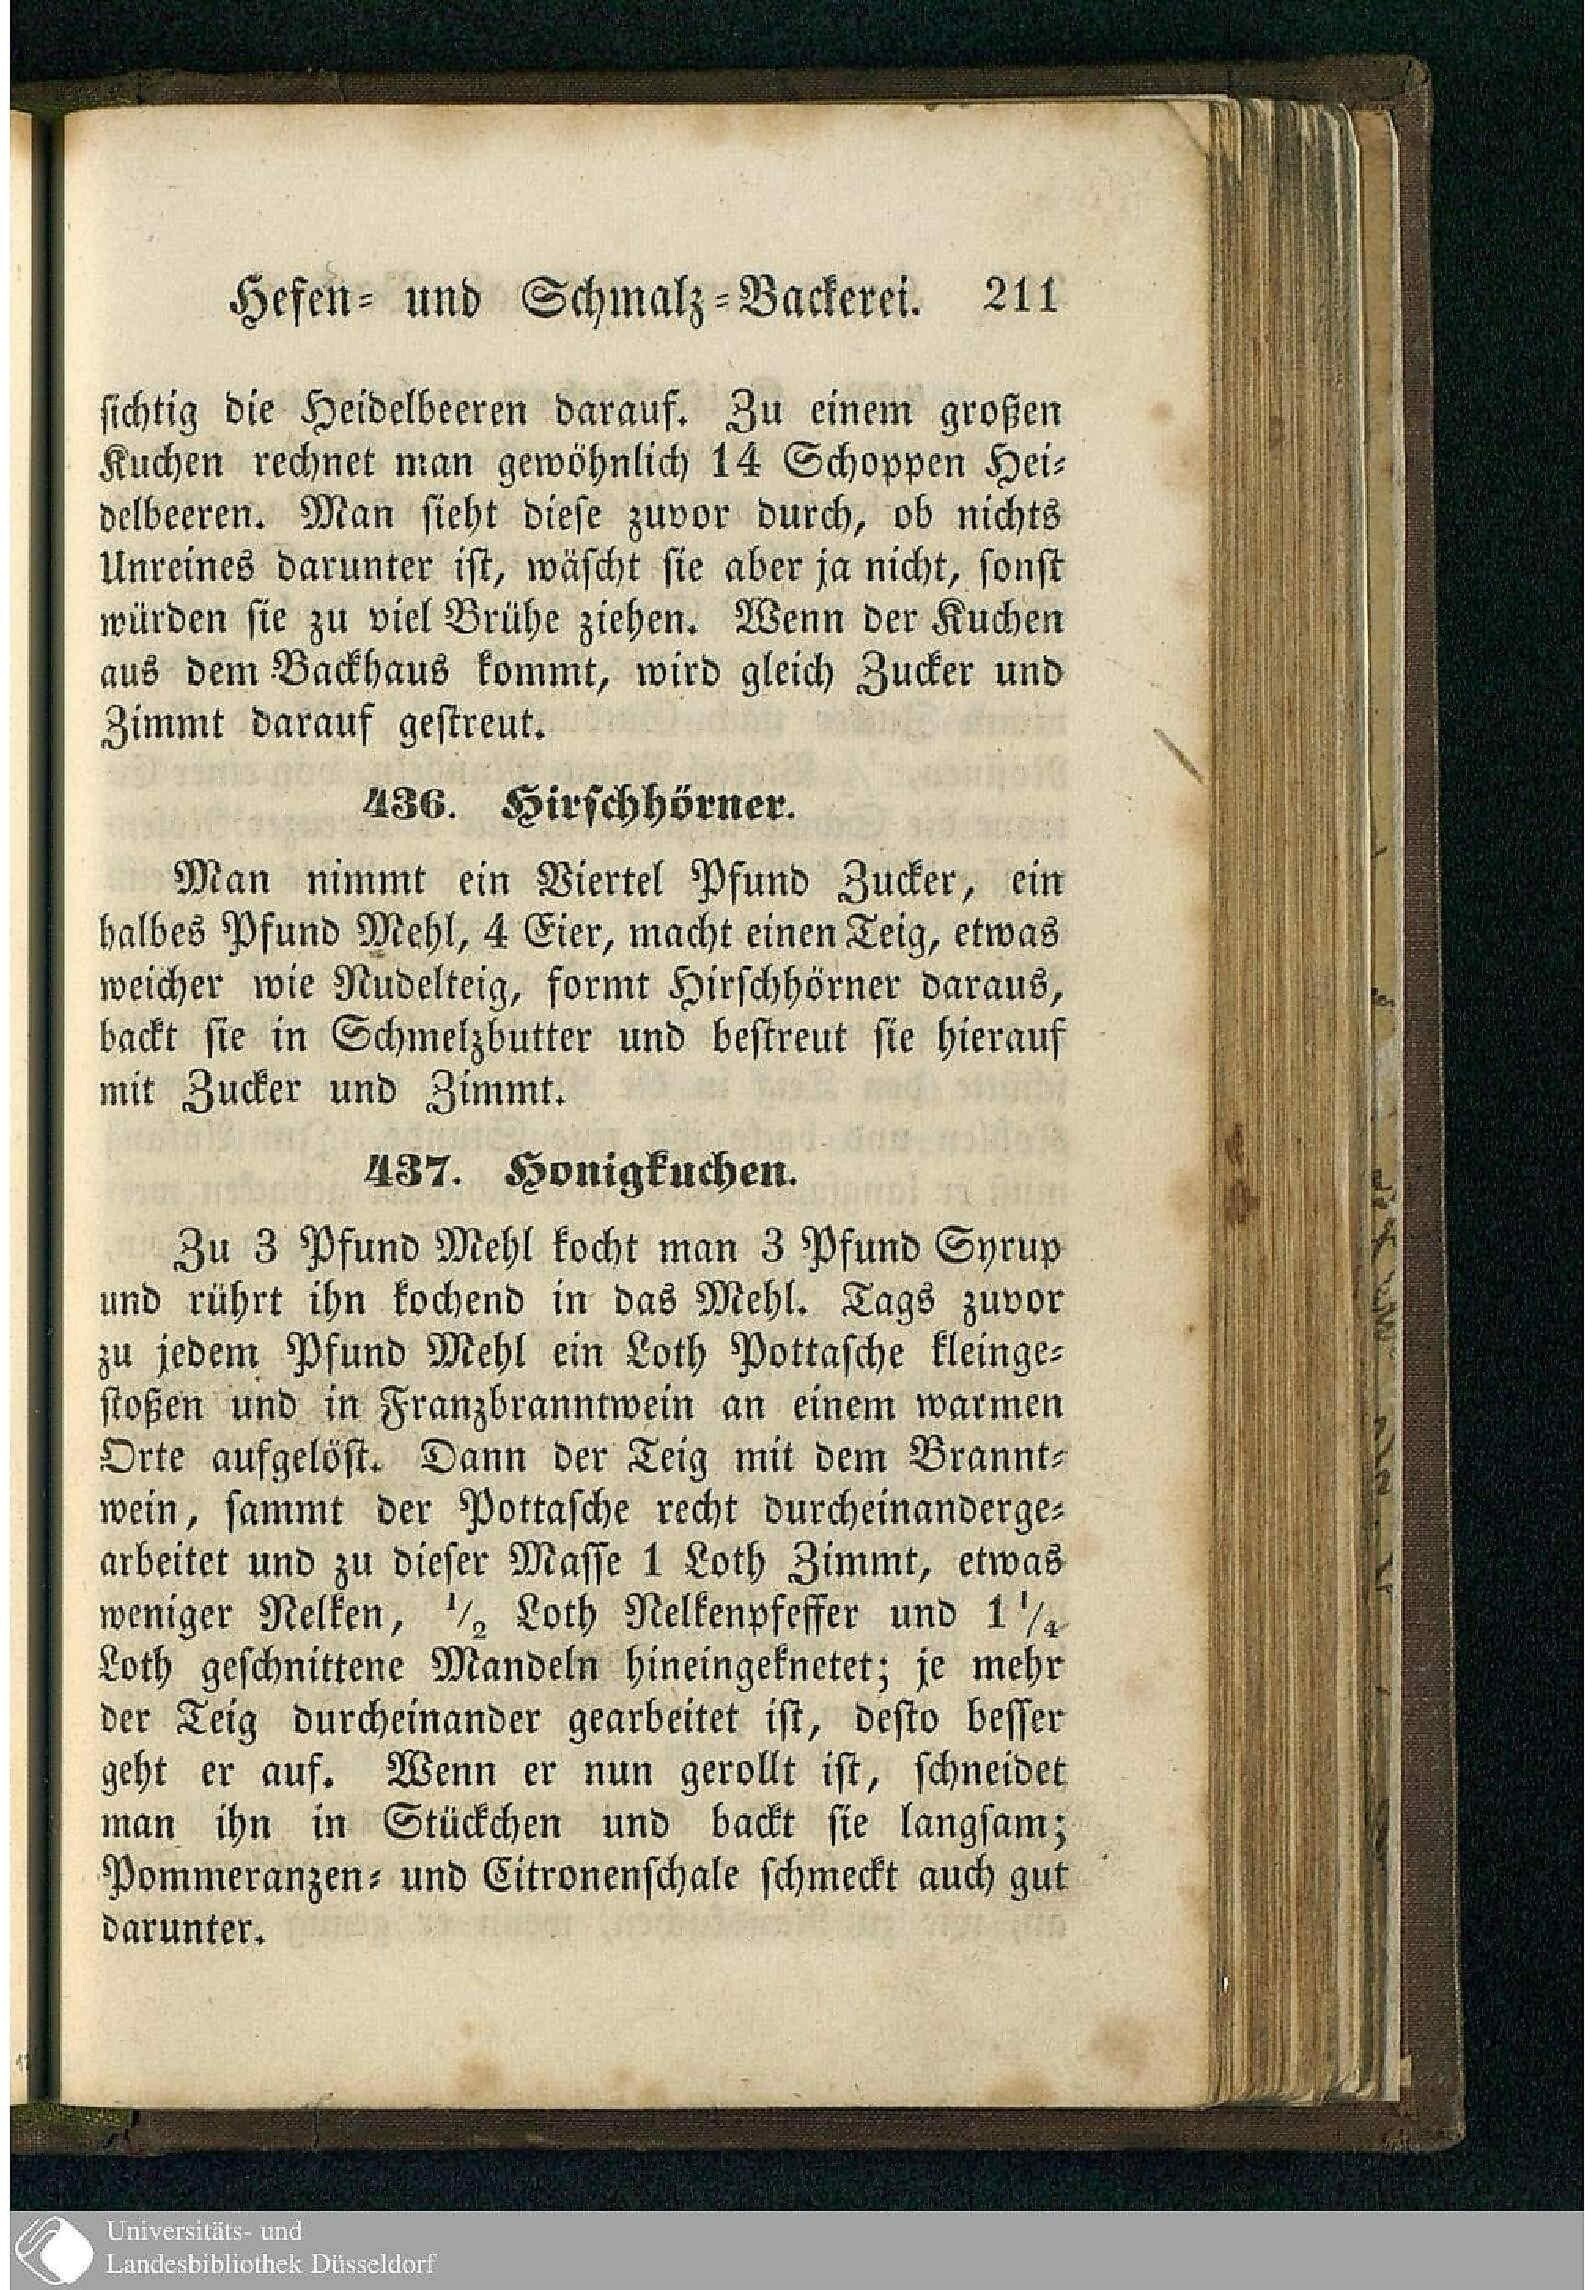 Hefen- und Schmalz-Backerei. 211
sichtig die Heidelbeeren darauf. Zu einem großen
Kuchen rechnet man gewöhnlich 14 Schoppen Hei-
delbeeren. Man sieht diese zuvor durch, ob nichts
Unreines darunter ist, wäscht sie aber ja nicht, sonst
würden sie zu viel Brühe ziehen. Wenn der Kuchen
aus dem Backhaus kommt, wird gleich Zucker und
Zimmt darauf gestreut.
436. Hirschhörner.
Man nimmt ein Viertel Pfund Zucker, ein
halbes Pfund Mehl, 4 Eier, macht einen Teig, etwas
weicher wie Nudelteig, formt Hirschhörner daraus,
backt sie in Schmelzbutter und bestreut sie hierauf
mit Zucker und Zimmt.
437. Honigkuchen.
Zu 3 Pfund Mehl kocht man 3 Pfund Syrup
und rührt ihn kochend in das Mehl. Tags zuvor
zu jedem Pfund Mehl ein Loth Pottasche kleinge-
stoßen und in Franzbranntwein an einem warmen
Orte aufgelöst. Dann der Teig mit dem Brannt-
wein, sammt der Pottasche recht durcheinanderge-
arbeitet und zu dieser Masse 1 Loth Zimmt, etwas
weniger Nelken, 1/2 Loth Nelkenpfeffer und 1 1/4
Loth geschnittene Mandeln hineingeknetet; je mehr
der Teig durcheinander gearbeitet ist, desto besser
geht er auf. Wenn er nun gerollt ist, schneidet
man ihn in Stückchen und backt sie langsam;
Pommeranzen- und Citronenschale schmeckt auch gut
darunter.
Universitäts- und
Landesbibliothek Düsseldorf